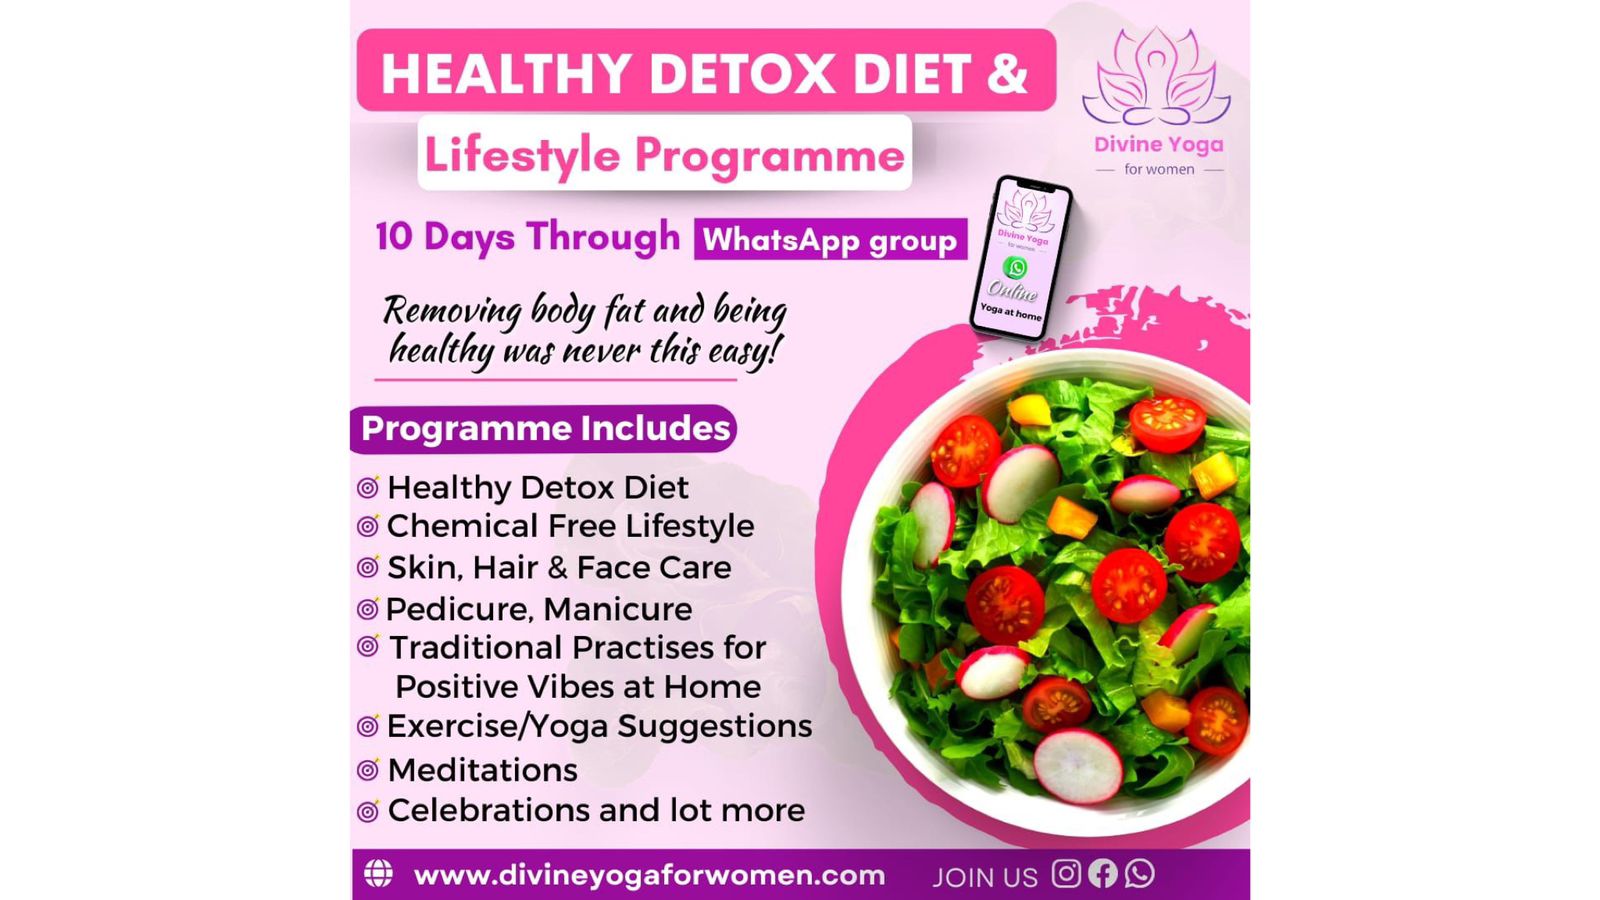 HEALTHY DETOX DIET &
Lifestyle Programme
Divine Yoga
for women
10 Days Through WhatsApp group
Divine Yoga
for women
Online
Yoga at home
Removing body fat and being
healthy was never this easy!
Programme Includes
Healthy Detox Diet
Chemical Free Lifestyle
Skin, Hair & Face Care
Pedicure, Manicure
Traditional Practises for
Positive Vibes at Home
Exercise/Yoga Suggestions
Meditations
Celebrations and lot more
www.divineyogaforwomen.com JOIN US